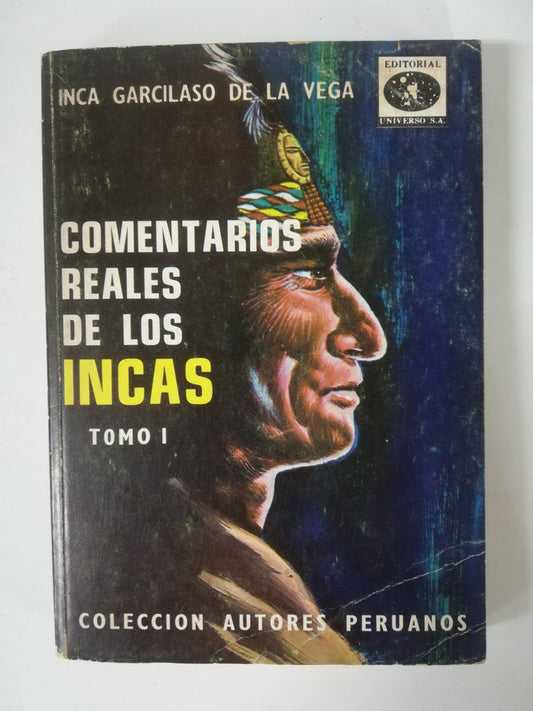 INCA GARCILASO DE LA VEGA
EDITORIAL
UNIVERSO S.A.
COMENTARIOS
REALES
DE LOS
INCAS
TOMO I
COLECCION AUTORES PERUANOS